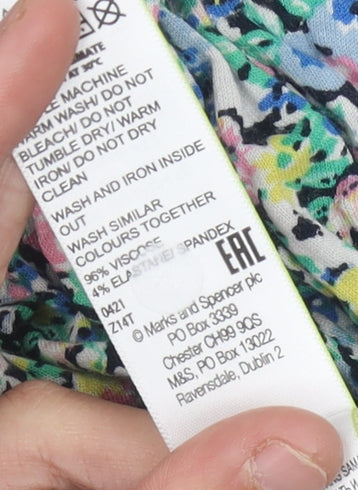 IMATE
AT 30°C
MACHINE
WARM WASH/ DO NOT
BLEACH/ DO NOT
TUMBLE DRY/ WARM
IRON/ DO NOT DRY
CLEAN
WASH AND IRON INSIDE
OUT
WASH SIMILAR
COLOURS TOGETHER
96% VISCOSE
4% ELASTANE/ SPANDEX
0421
Z14T
EAC
© Marks and Spencer plc
PO Box 3339
Chester CH99 9QS
M&S, PO Box 13022
Ravensdale, Dublin 2